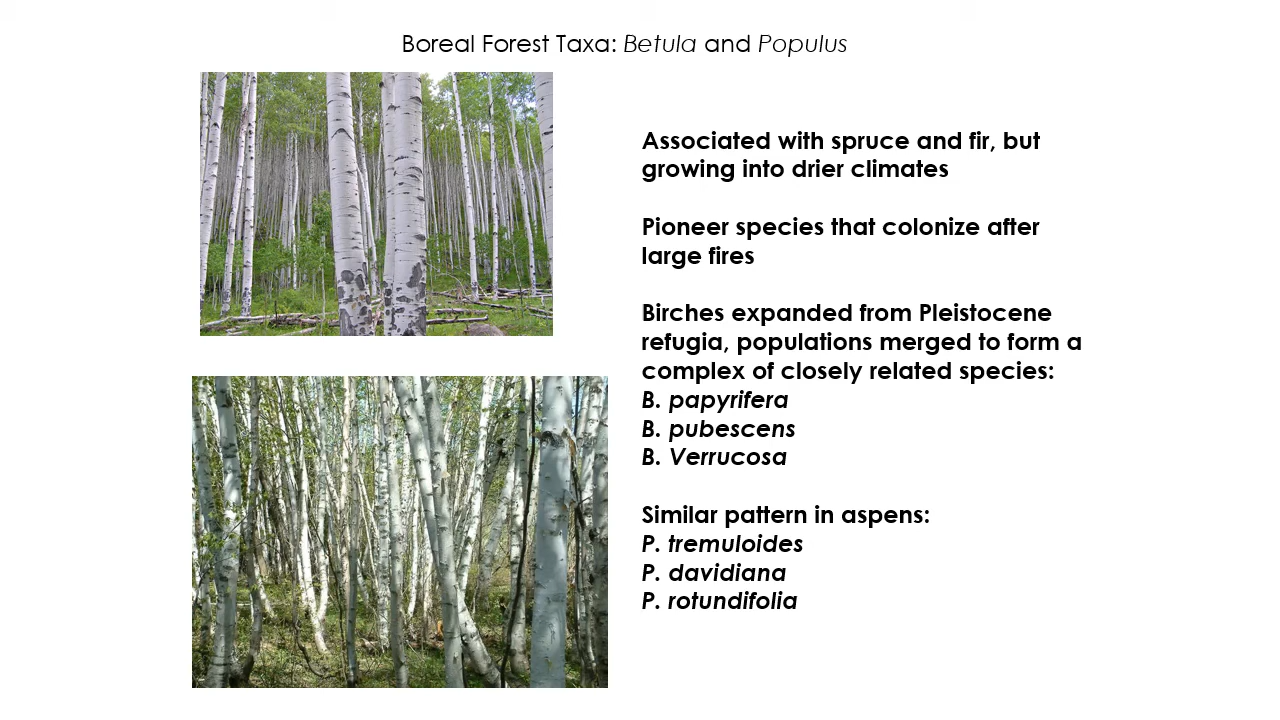 Boreal Forest Taxa: Betula and Populus
Associated with spruce and fir, but
growing into drier climates
Pioneer species that colonize after
large fires
Birches expanded from Pleistocene
refugia, populations merged to form a
complex of closely related species:
B. papyrifera
B. pubescens
B. Verrucosa
Similar pattern in aspens:
P. tremuloides
P. davidiana
P. rotundifolia